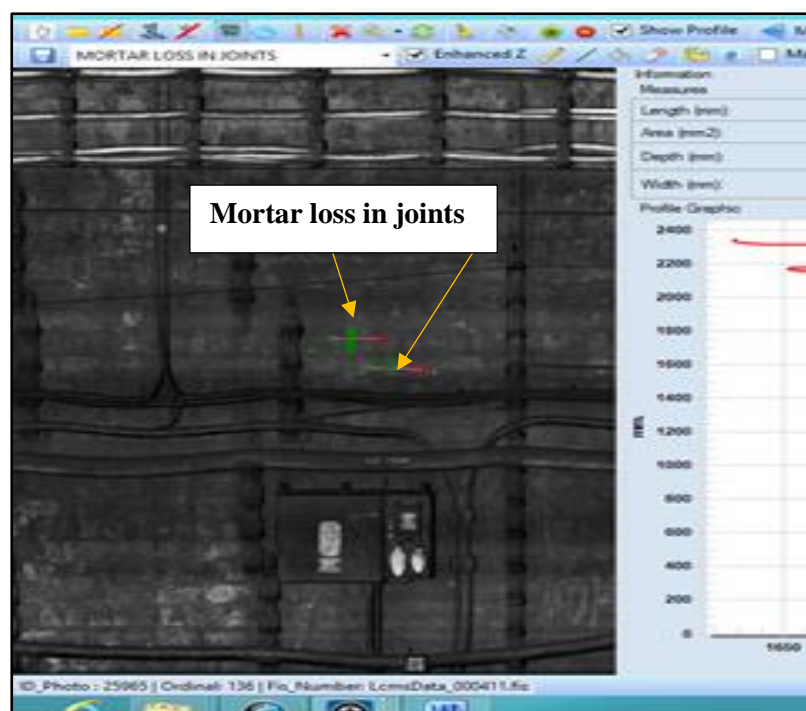 Show Profile
MORTAR LOSS IN JOINTS
Enhanced Z
Information
Measures
Length (mm):
Area (mm2):
Depth (mm):
Width (mm):
Profile Graphic
Mortar loss in joints
2400
2200
2000
1800
1600
1400
1200
1000
800
600
400
200
0
mm
1650
ID_Photo : 25965 | Ordinal: 136 | Fis_Number: LcmsData_000411.fis